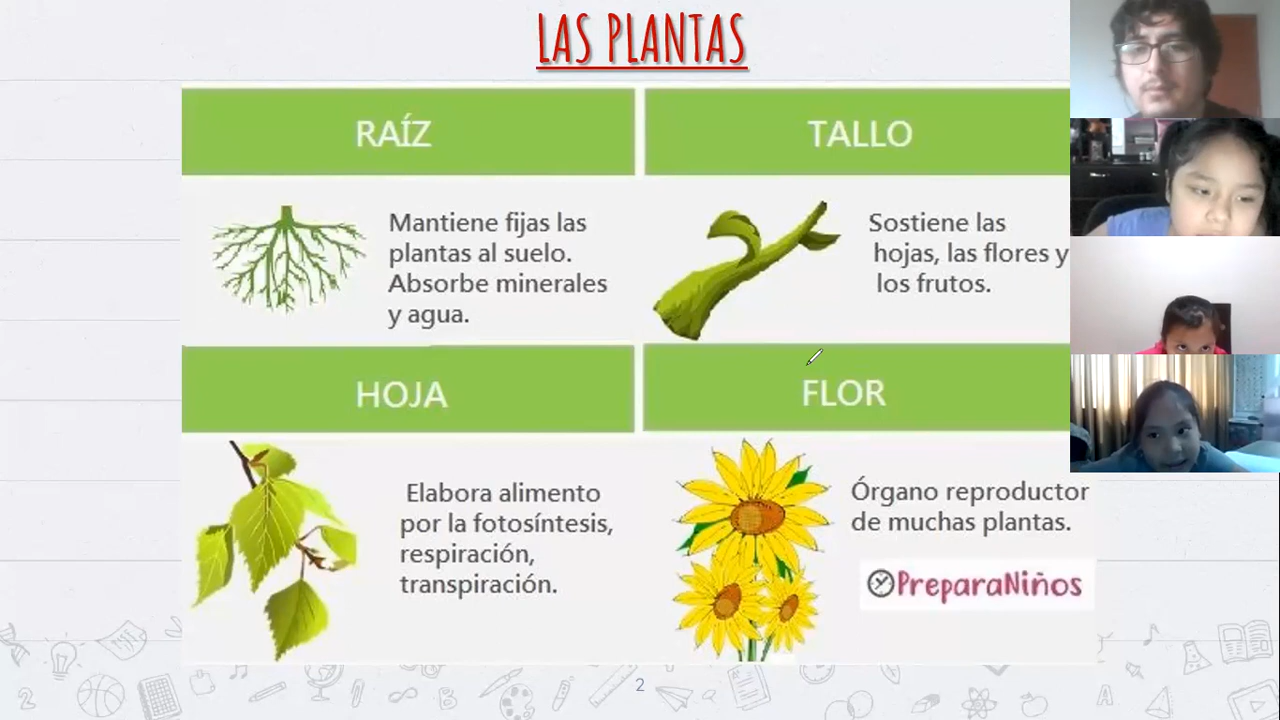 LAS PLANTAS
RAÍZ
Mantiene fijas las
plantas al suelo.
Absorbe minerales
y agua.
TALLO
Sostiene las
hojas, las flores y
los frutos.
HOJA
Elabora alimento
por la fotosíntesis,
respiración,
transpiración.
FLOR
Órgano reproductor
de muchas plantas.
PreparaNiños
2